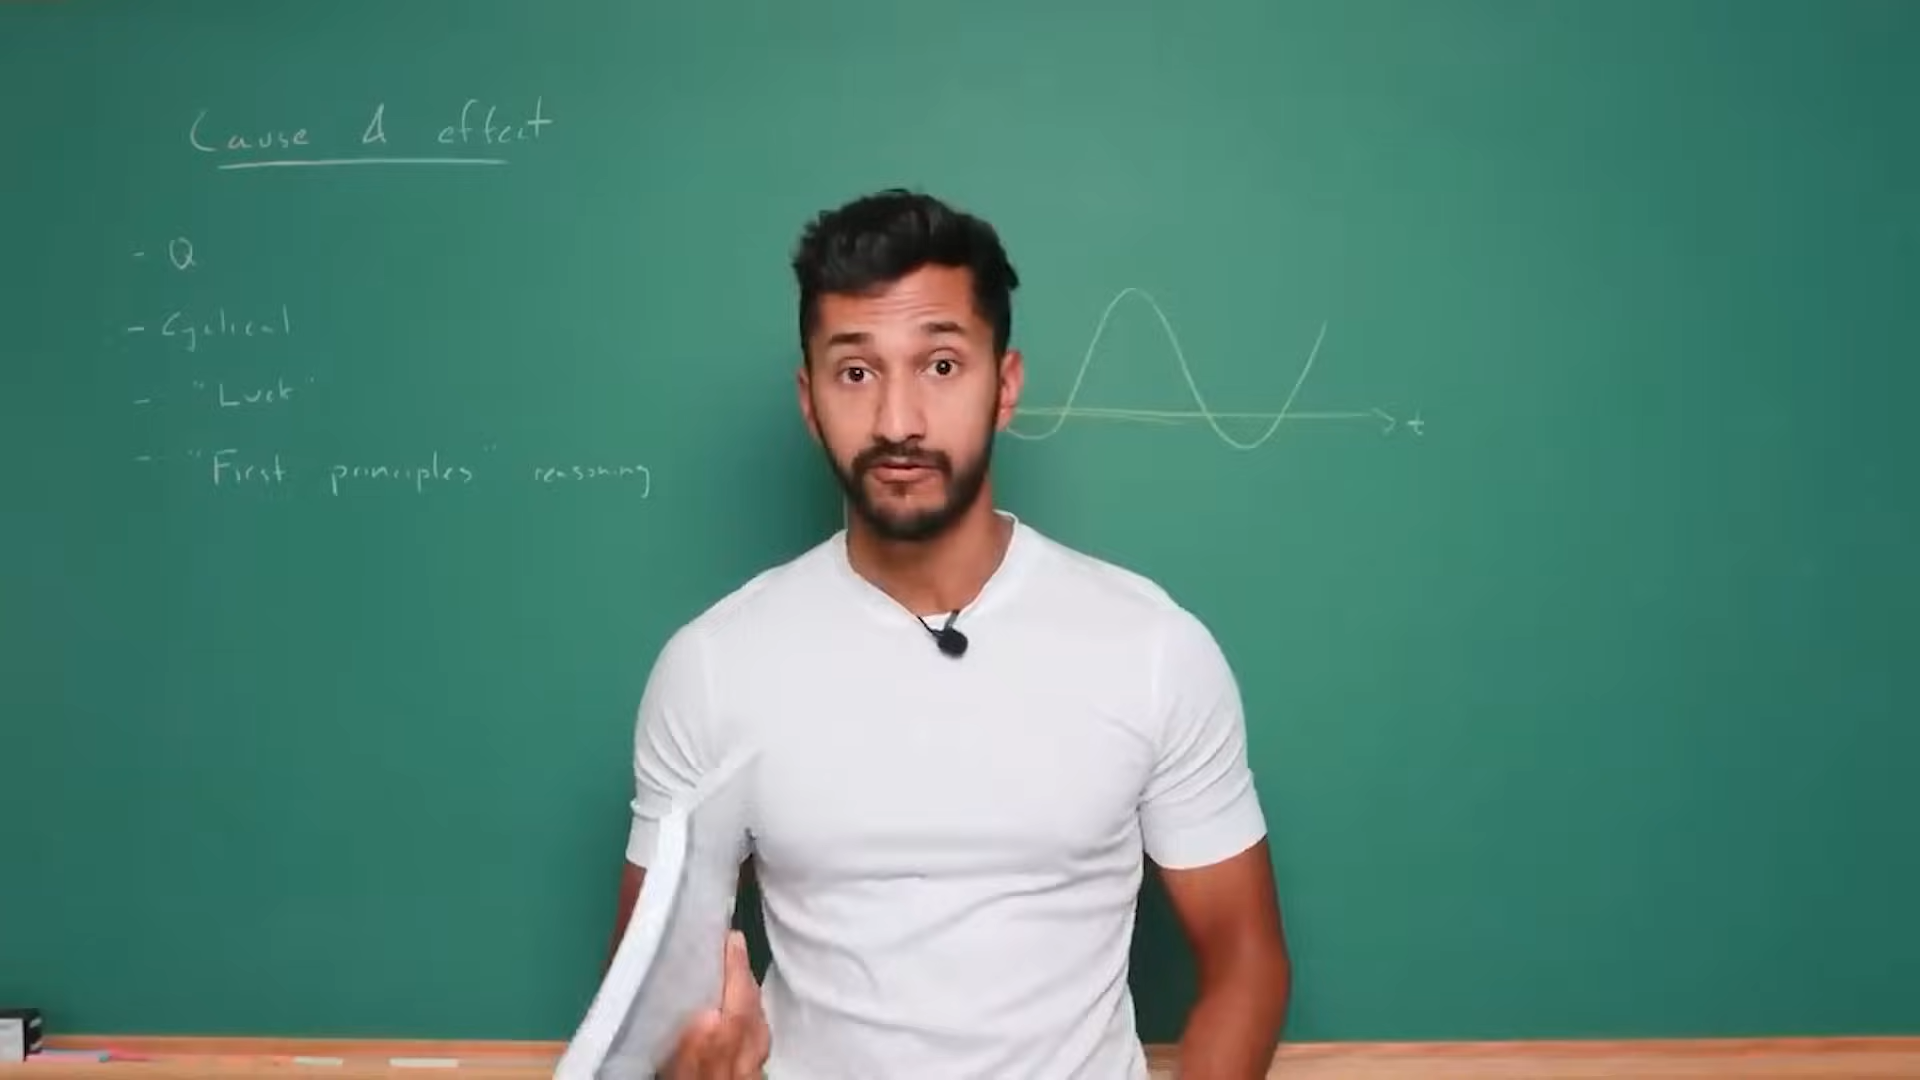 Cause & effect
- Q
- Cyclical
- "Luck"
- "First principles" reasoning
t